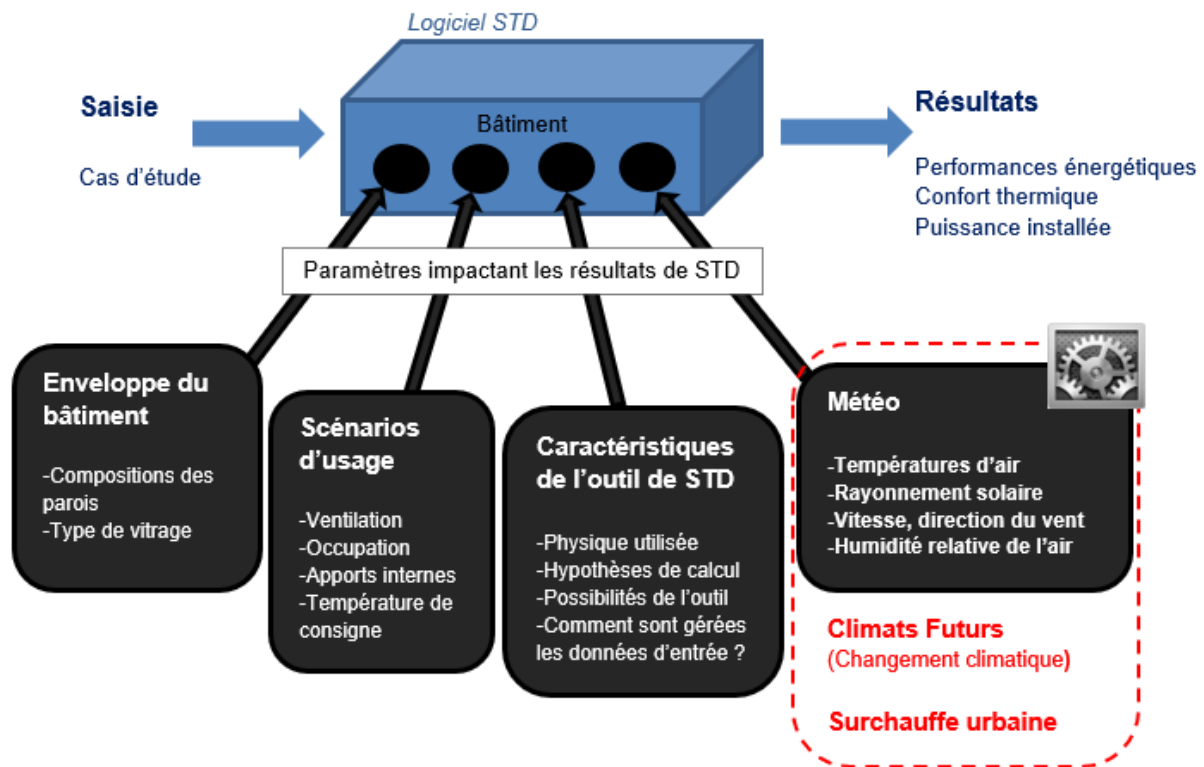 Logiciel STD
Saisie
Cas d’étude
Bâtiment
Résultats
Performances énergétiques
Confort thermique
Puissance installée
Paramètres impactant les résultats de STD
Enveloppe du
bâtiment
-Compositions des
parois
-Type de vitrage
Scénarios
d’usage
-Ventilation
-Occupation
-Apports internes
-Température de
consigne
Caractéristiques
de l’outil de STD
-Physique utilisée
-Hypothèses de calcul
-Possibilités de l’outil
-Comment sont gérées
les données d’entrée ?
Météo
-Températures d’air
-Rayonnement solaire
-Vitesse, direction du vent
-Humidité relative de l’air
Climats Futurs
(Changement climatique)
Surchauffe urbaine